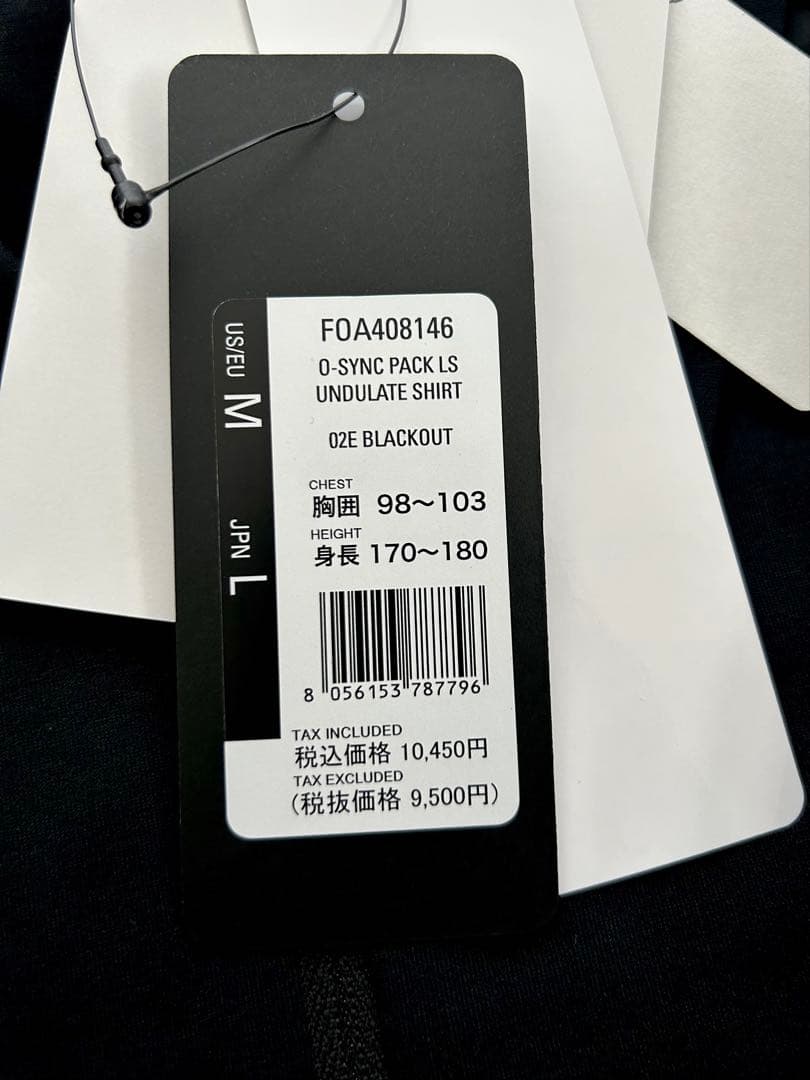 US/EU M JPN L
FOA408146
O-SYNC PACK LS
UNDULATE SHIRT
02E BLACKOUT
CHEST
胸囲 98～103
HEIGHT
身長 170～180
8 056153 787796
TAX INCLUDED
税込価格 10,450円
TAX EXCLUDED
(税抜価格 9,500円)